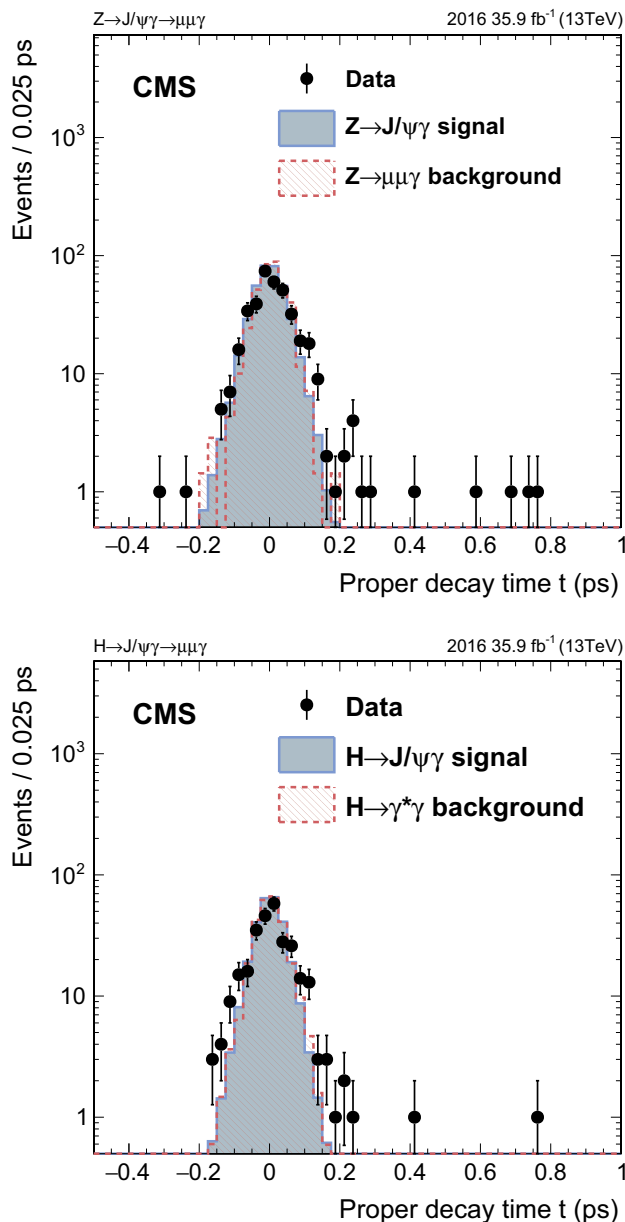 Z→J/ψγ→μμγ 2016 35.9 fb⁻¹ (13TeV)
CMS
Data
Z→J/ψγ signal
Z→μμγ background
Events / 0.025 ps
10³
10²
10
1
−0.4 −0.2 0 0.2 0.4 0.6 0.8 1
Proper decay time t (ps)
H→J/ψγ→μμγ 2016 35.9 fb⁻¹ (13TeV)
CMS
Data
H→J/ψγ signal
H→γ*γ background
Events / 0.025 ps
10³
10²
10
1
−0.4 −0.2 0 0.2 0.4 0.6 0.8 1
Proper decay time t (ps)